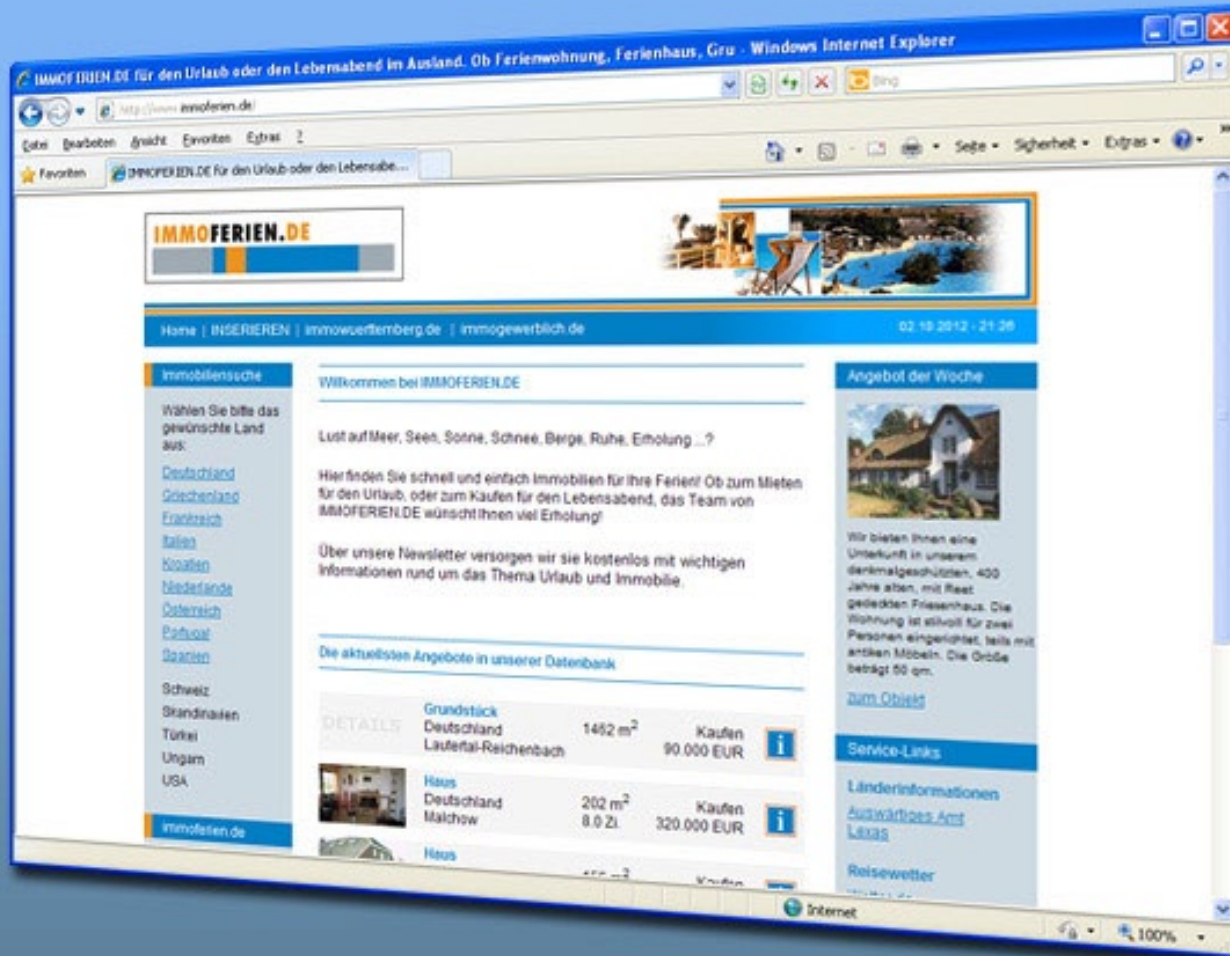 IMMOFERIEN.DE für den Urlaub oder den Lebensabend im Ausland. Ob Ferienwohnung, Ferienhaus, Gru - Windows Internet Explorer
immoferien.de/
Bing
Datei Bearbeiten Ansicht Favoriten Extras ?
Favoriten
IMMOFERIEN.DE für den Urlaub oder den Lebensabe...
Seite
Sicherheit
Extras
IMMOFERIEN.DE
Home | INSERIEREN | immowuerttemberg.de | immogewerblich.de
02.10.2012 - 21:26
Immobiliensuche
Wählen Sie bitte das
gewünschte Land
aus:
Deutschland
Griechenland
Frankreich
Italien
Kroatien
Niederlande
Österreich
Portugal
Spanien
Schweiz
Skandinavien
Türkei
Ungarn
USA
immoferien.de
Willkommen bei IMMOFERIEN.DE
Lust auf Meer, Seen, Sonne, Schnee, Berge, Ruhe, Erholung ...?
Hier finden Sie schnell und einfach Immobilien für Ihre Ferien! Ob zum Mieten
für den Urlaub, oder zum Kaufen für den Lebensabend, das Team von
IMMOFERIEN.DE wünscht Ihnen viel Erholung!
Über unsere Newsletter versorgen wir sie kostenlos mit wichtigen
Informationen rund um das Thema Urlaub und Immobilie.
Die aktuellsten Angebote in unserer Datenbank
DETAILS
Grundstück
Deutschland
Lautertal-Reichenbach
1462 m²
Kaufen
90.000 EUR
Haus
Deutschland
Malchow
202 m²
8.0 Zi.
Kaufen
320.000 EUR
Haus
Kaufen
Angebot der Woche
Wir bieten Ihnen eine
Unterkunft in unserem
denkmalgeschützten, 400
Jahre alten, mit Reet
gedeckten Friesenhaus. Die
Wohnung ist stilvoll für zwei
Personen eingerichtet, teils mit
antiken Möbeln. Die Größe
beträgt 50 qm.
zum Objekt
Service-Links
Länderinformationen
Auswärtiges Amt
Lexas
Reisewetter
Internet
100%